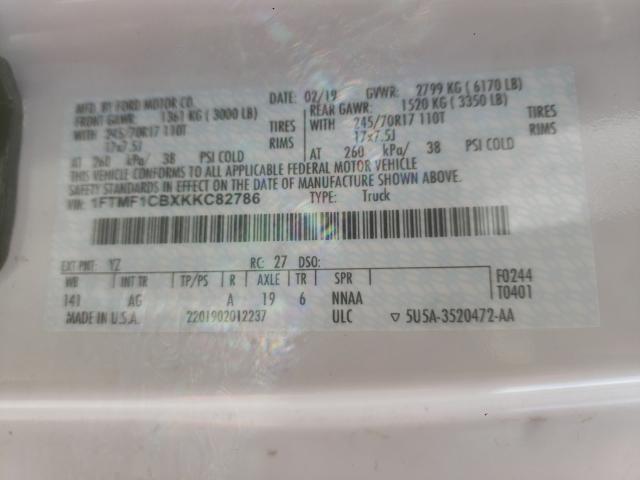 MFD. BY FORD MOTOR CO. DATE: 02/19 GVWR: 2799 KG ( 6170 LB)
FRONT GAWR: 1361 KG ( 3000 LB) REAR GAWR: 1520 KG ( 3350 LB)
WITH 245/70R17 110T TIRES WITH 245/70R17 110T TIRES
17x7.5J RIMS 17x7.5J RIMS
AT 260 kPa/ 38 PSI COLD AT 260 kPa/ 38 PSI COLD
THIS VEHICLE CONFORMS TO ALL APPLICABLE FEDERAL MOTOR VEHICLE
SAFETY STANDARDS IN EFFECT ON THE DATE OF MANUFACTURE SHOWN ABOVE.
VIN: 1FTMF1CBXKKC82786 TYPE: Truck
EXT PNT: YZ RC: 27 DSO:
WB INT TR TP/PS R AXLE TR SPR F0244
141 AG A 19 6 NNAA T0401
MADE IN U.S.A. 2201902012237 ULC ▽ 5U5A-3520472-AA